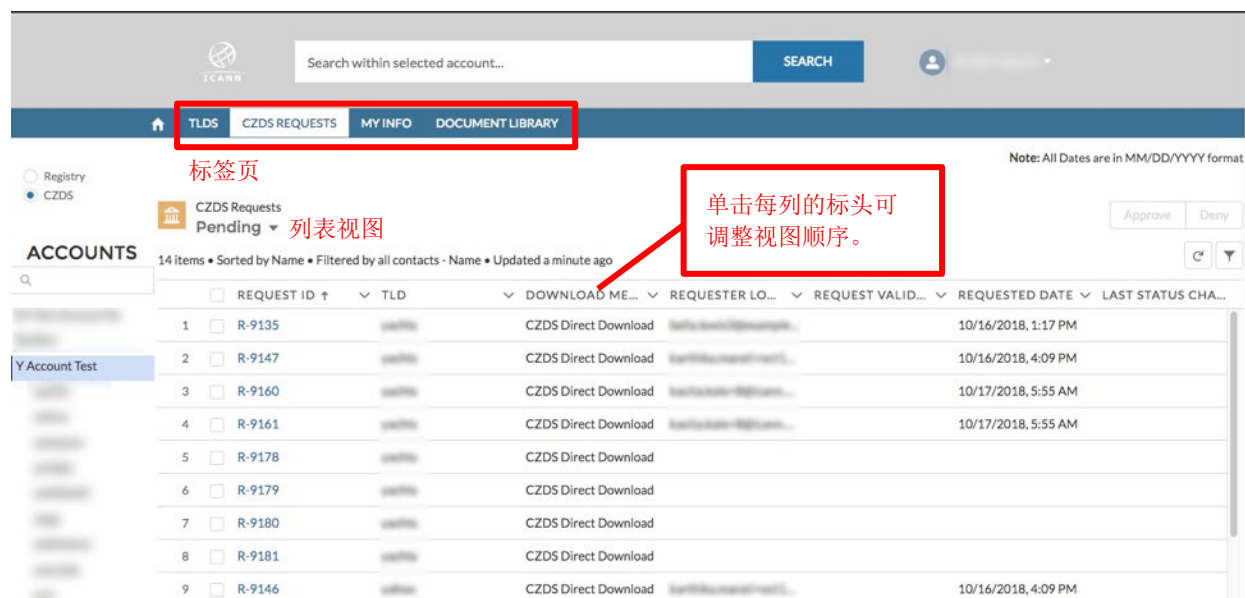 ICANN
Search within selected account...
SEARCH
TLDS CZDS REQUESTS MY INFO DOCUMENT LIBRARY
标签页
Note: All Dates are in MM/DD/YYYY format
Registry
CZDS
单击每列的标头可
调整视图顺序。
CZDS Requests
Pending 列表视图
Approve Deny
ACCOUNTS
14 items • Sorted by Name • Filtered by all contacts - Name • Updated a minute ago
REQUEST ID ↑ TLD DOWNLOAD ME... REQUESTER LO... REQUEST VALID... REQUESTED DATE LAST STATUS CHA...
1 R-9135 CZDS Direct Download 10/16/2018, 1:17 PM
2 R-9147 CZDS Direct Download 10/16/2018, 4:09 PM
Y Account Test
3 R-9160 CZDS Direct Download 10/17/2018, 5:55 AM
4 R-9161 CZDS Direct Download 10/17/2018, 5:55 AM
5 R-9178 CZDS Direct Download
6 R-9179 CZDS Direct Download
7 R-9180 CZDS Direct Download
8 R-9181 CZDS Direct Download
9 R-9146 CZDS Direct Download 10/16/2018, 4:09 PM